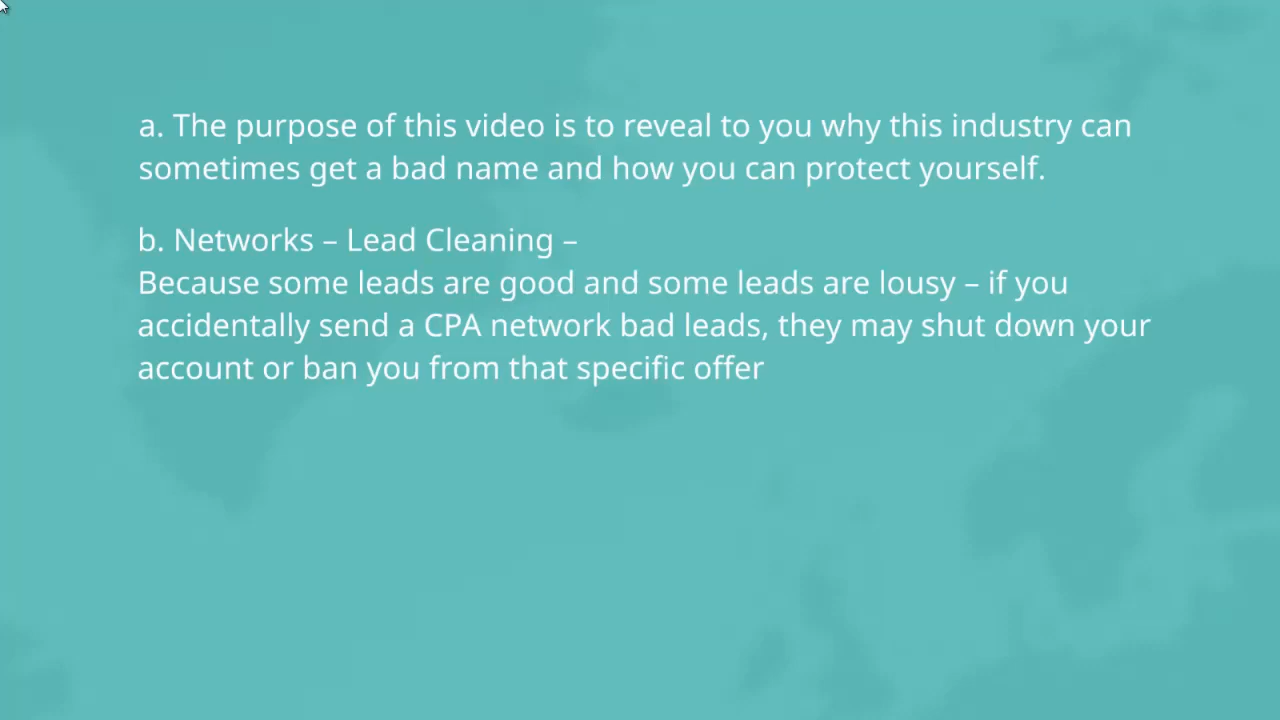 a. The purpose of this video is to reveal to you why this industry can
sometimes get a bad name and how you can protect yourself.
b. Networks – Lead Cleaning –
Because some leads are good and some leads are lousy – if you
accidentally send a CPA network bad leads, they may shut down your
account or ban you from that specific offer